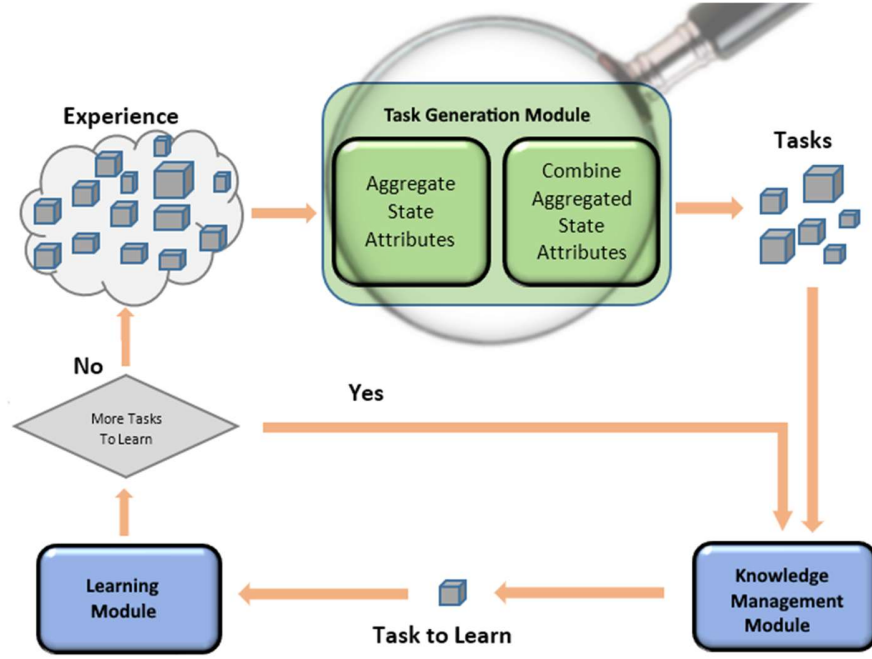 Experience
Task Generation Module
Aggregate
State
Attributes
Combine
Aggregated
State
Attributes
Tasks
No
Yes
More Tasks
To Learn
Learning
Module
Task to Learn
Knowledge
Management
Module